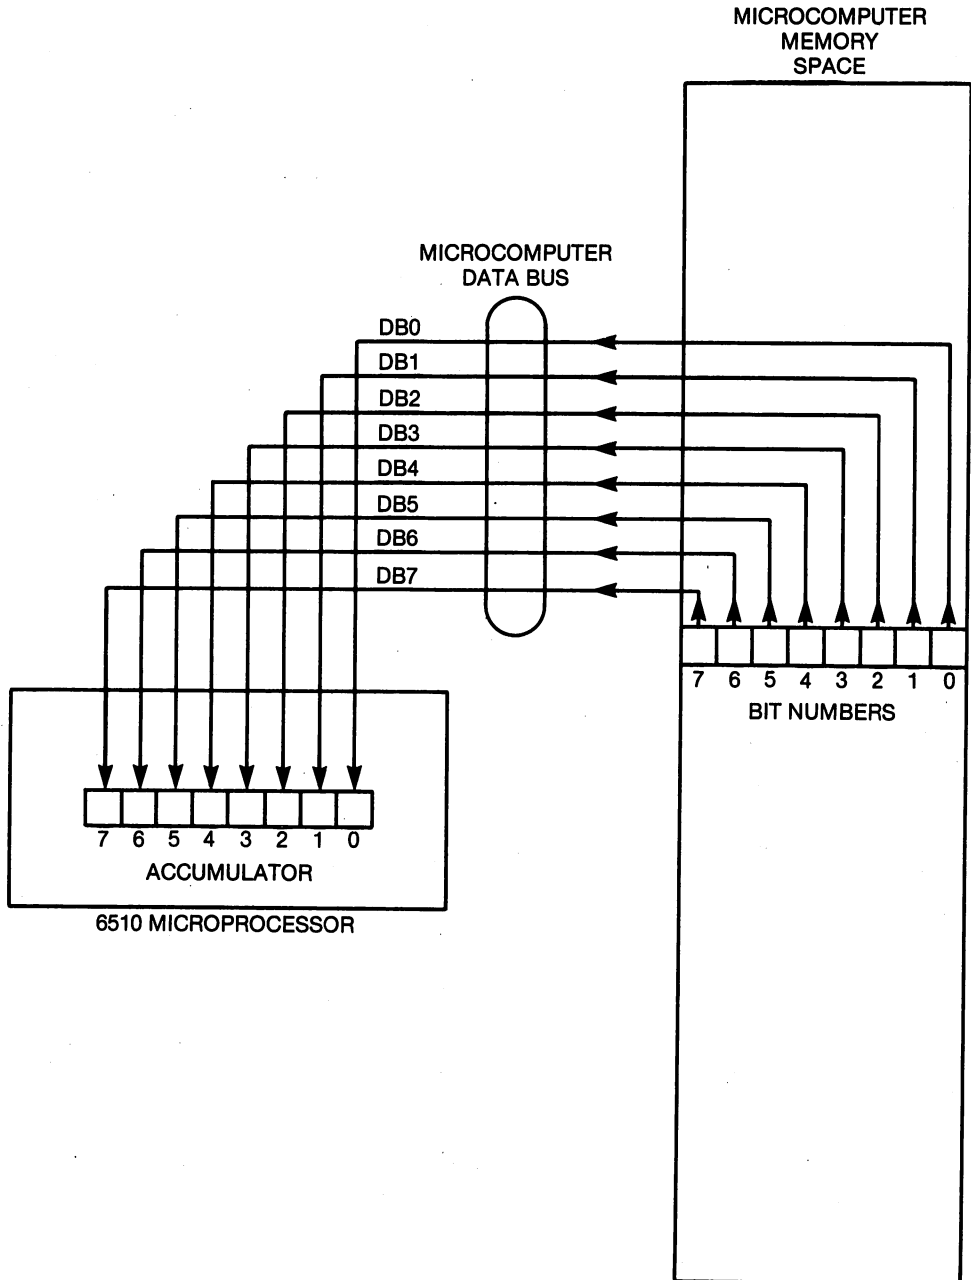 MICROCOMPUTER
MEMORY
SPACE
MICROCOMPUTER
DATA BUS
DB0
DB1
DB2
DB3
DB4
DB5
DB6
DB7
7 6 5 4 3 2 1 0
BIT NUMBERS
7 6 5 4 3 2 1 0
ACCUMULATOR
6510 MICROPROCESSOR